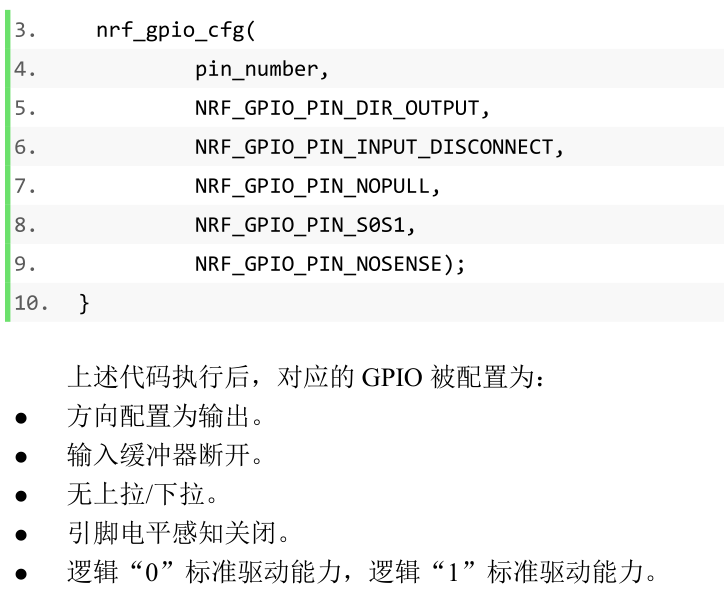 3.    nrf_gpio_cfg(
4.            pin_number,
5.            NRF_GPIO_PIN_DIR_OUTPUT,
6.            NRF_GPIO_PIN_INPUT_DISCONNECT,
7.            NRF_GPIO_PIN_NOPULL,
8.            NRF_GPIO_PIN_S0S1,
9.            NRF_GPIO_PIN_NOSENSE);
10.  }
上述代码执行后，对应的 GPIO 被配置为：
● 方向配置为输出。
● 输入缓冲器断开。
● 无上拉/下拉。
● 引脚电平感知关闭。
● 逻辑“0”标准驱动能力，逻辑“1”标准驱动能力。